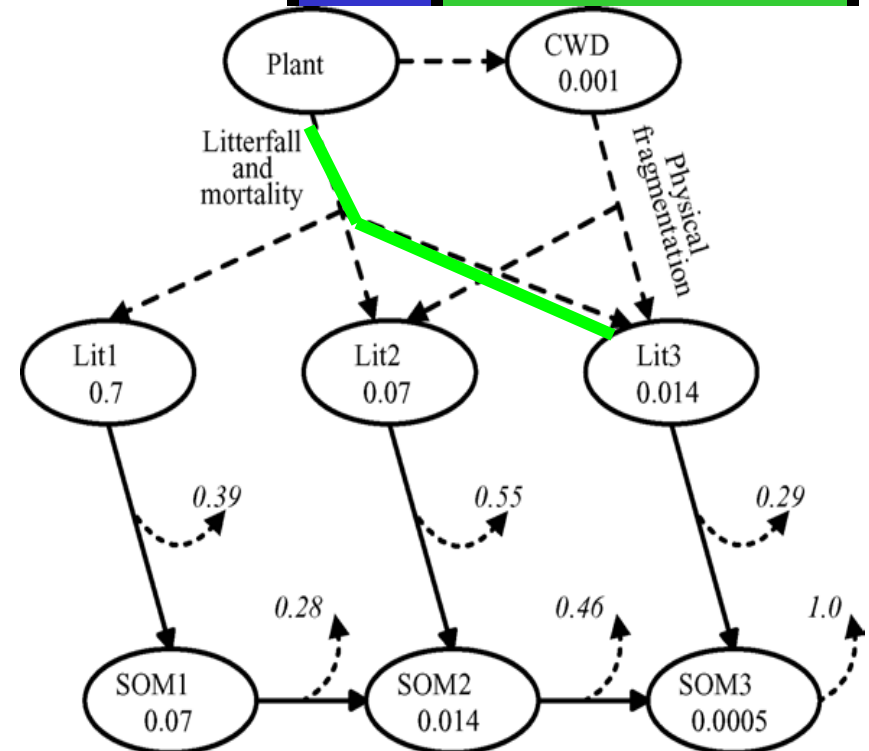 Plant
CWD
0.001
Litterfall
and
mortality
Physical
fragmentation
Lit1
0.7
Lit2
0.07
Lit3
0.014
0.39
0.55
0.29
0.28
0.46
1.0
SOM1
0.07
SOM2
0.014
SOM3
0.0005